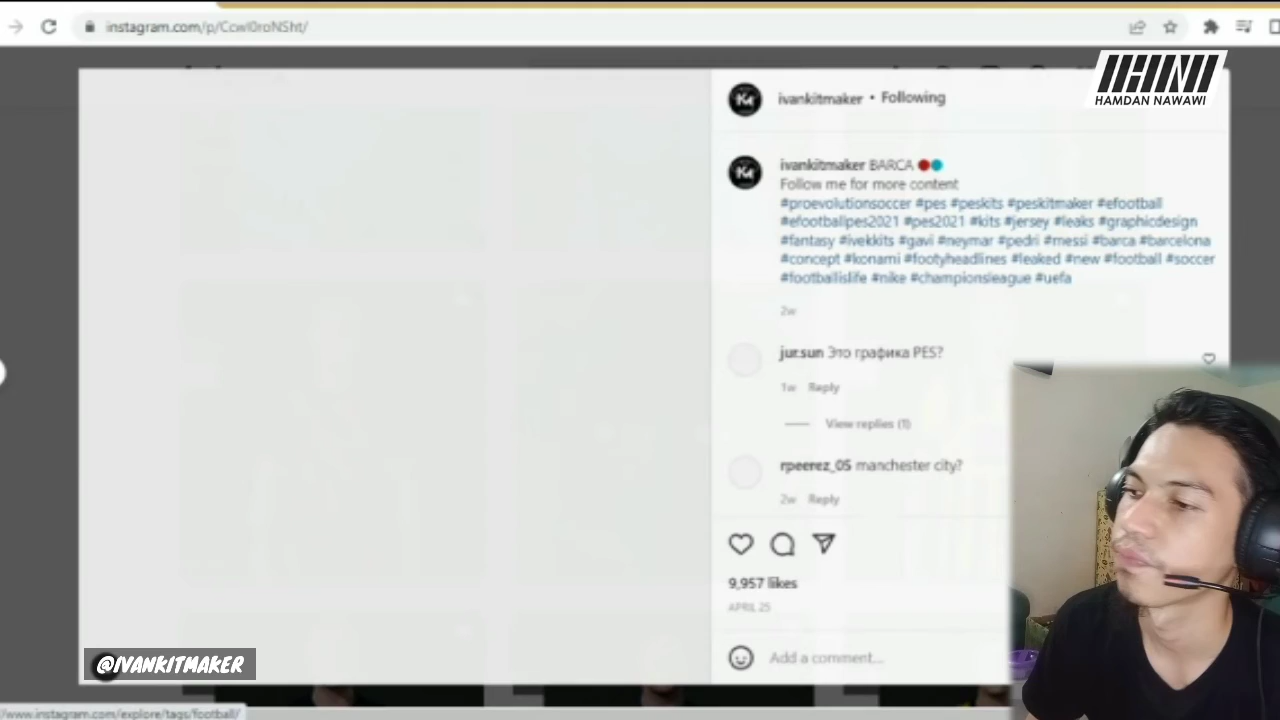 instagram.com/p/Ccwl0roNSht/
HAMDAN NAWAWI
ivankitmaker • Following
ivankitmaker BARCA 🔴🔵
Follow me for more content
#proevolutionsoccer #pes #peskits #peskitmaker #efootball
#efootballpes2021 #pes2021 #kits #jersey #leaks #graphicdesign
#fantasy #ivekkits #gavi #neymar #pedri #messi #barca #barcelona
#concept #konami #footyheadlines #leaked #new #football #soccer
#footballislife #nike #championsleague #uefa
2w
jur.sun Это графика PES?
1w Reply
View replies (1)
rpeerez_05 manchester city?
2w Reply
9,957 likes
APRIL 25
Add a comment...
@IVANKITMAKER
/www.instagram.com/explore/tags/football/